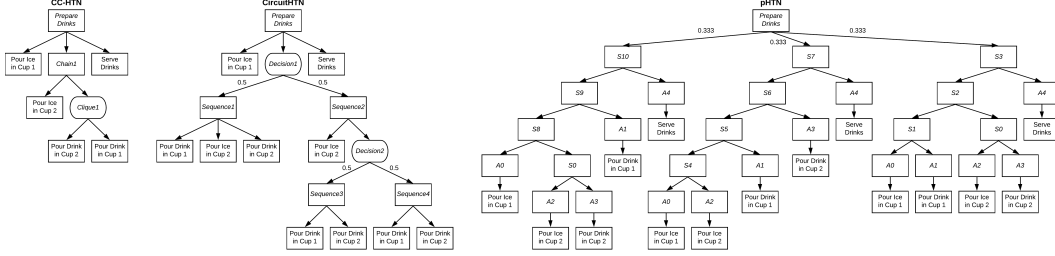 CC-HTN
Prepare
Drinks
Pour Ice
in Cup 1
Chain1
Serve
Drinks
Pour Ice
in Cup 2
Clique1
Pour Drink
in Cup 2
Pour Drink
in Cup 1
CircuitHTN
Prepare
Drinks
Pour Ice
in Cup 1
Decision1
Serve
Drinks
0.5
0.5
Sequence1
Sequence2
Pour Drink
in Cup 1
Pour Ice
in Cup 2
Pour Drink
in Cup 2
Pour Ice
in Cup 2
Decision2
0.5
0.5
Sequence3
Sequence4
Pour Drink
in Cup 1
Pour Drink
in Cup 2
Pour Drink
in Cup 1
Pour Drink
in Cup 2
pHTN
Prepare
Drinks
0.333
0.333
0.333
S10
S7
S3
S9
A4
S6
A4
S2
A4
S8
A1
Serve
Drinks
S5
A3
Serve
Drinks
S1
S0
Serve
Drinks
A0
S0
Pour Drink
in Cup 1
S4
A1
Pour Drink
in Cup 2
A0
A1
A2
A3
Pour Ice
in Cup 1
A2
A3
A0
A2
Pour Drink
in Cup 1
Pour Ice
in Cup 1
Pour Drink
in Cup 1
Pour Ice
in Cup 2
Pour Drink
in Cup 2
Pour Ice
in Cup 2
Pour Drink
in Cup 2
Pour Ice
in Cup 1
Pour Ice
in Cup 2